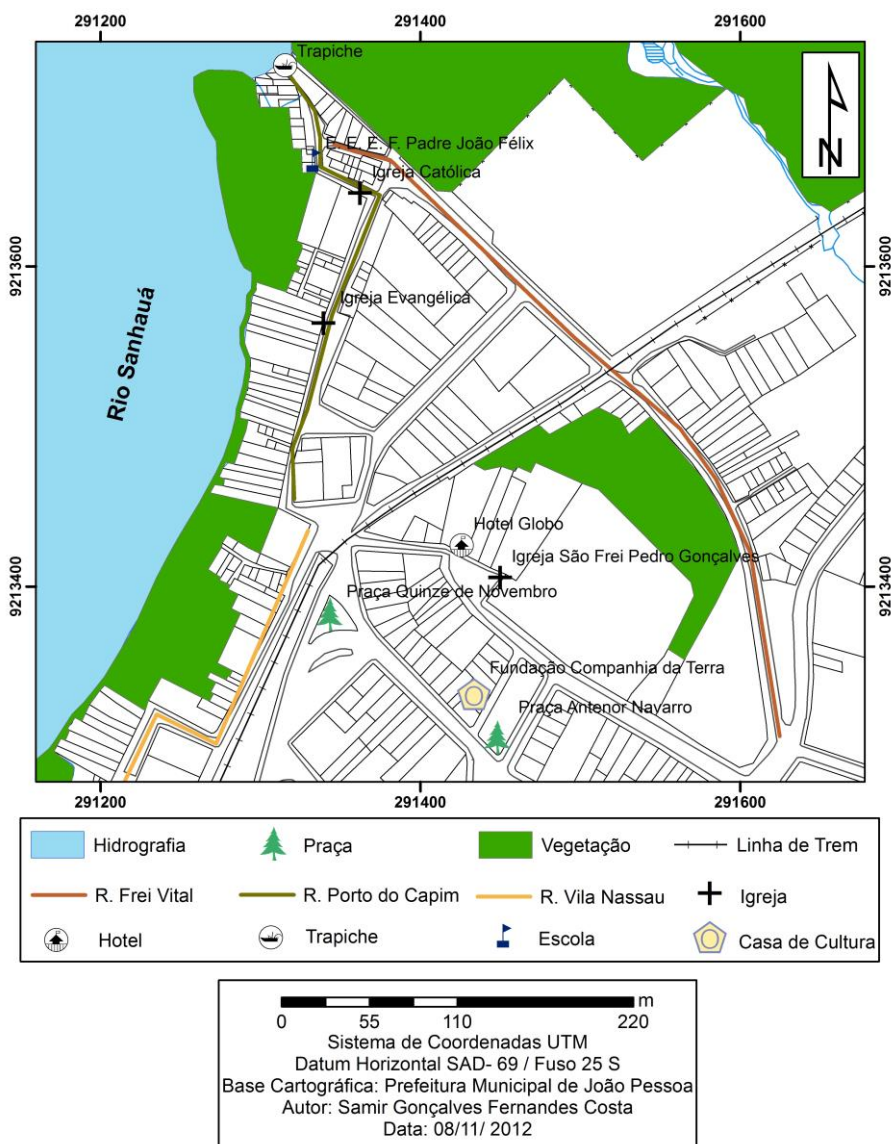 291200
291400
291600
Trapiche
N
E. E. E. F. Padre João Félix
Igreja Católica
9213600
9213600
Igreja Evangélica
Rio Sanhauá
Hotel Globo
Igreja São Frei Pedro Gonçalves
9213400
9213400
Praça Quinze de Novembro
Fundação Companhia da Terra
Praça Antenor Navarro
291200
291400
291600
Hidrografia
Praça
Vegetação
Linha de Trem
R. Frei Vital
R. Porto do Capim
R. Vila Nassau
Igreja
Hotel
Trapiche
Escola
Casa de Cultura
m
0 55 110 220
Sistema de Coordenadas UTM
Datum Horizontal SAD- 69 / Fuso 25 S
Base Cartográfica: Prefeitura Municipal de João Pessoa
Autor: Samir Gonçalves Fernandes Costa
Data: 08/11/ 2012